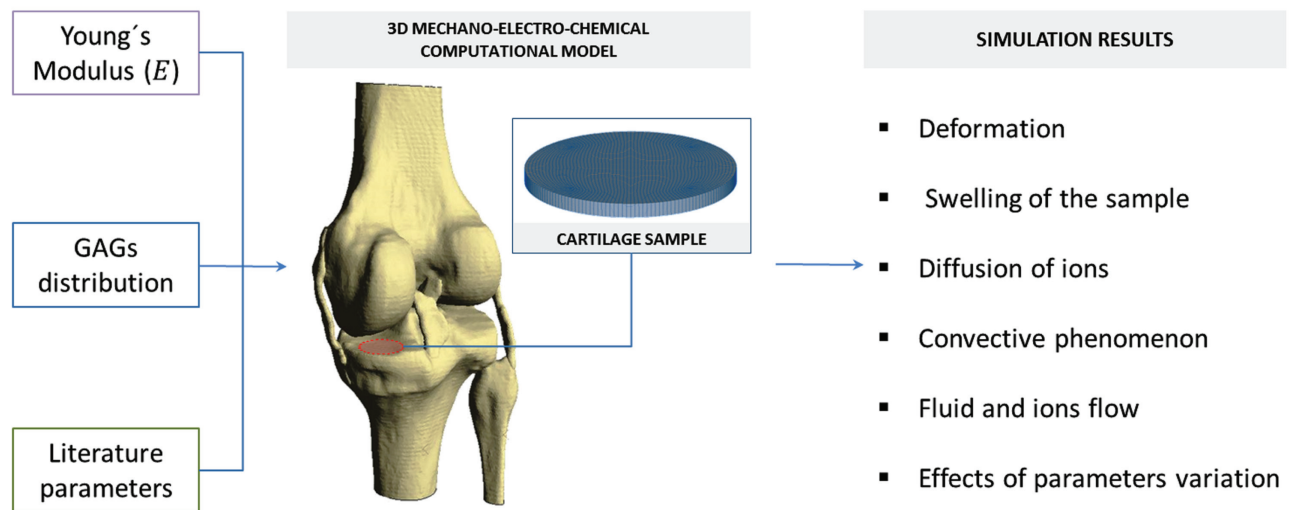 Young´s
Modulus (E)
GAGs
distribution
Literature
parameters
3D MECHANO-ELECTRO-CHEMICAL
COMPUTATIONAL MODEL
CARTILAGE SAMPLE
SIMULATION RESULTS
▪ Deformation
▪ Swelling of the sample
▪ Diffusion of ions
▪ Convective phenomenon
▪ Fluid and ions flow
▪ Effects of parameters variation